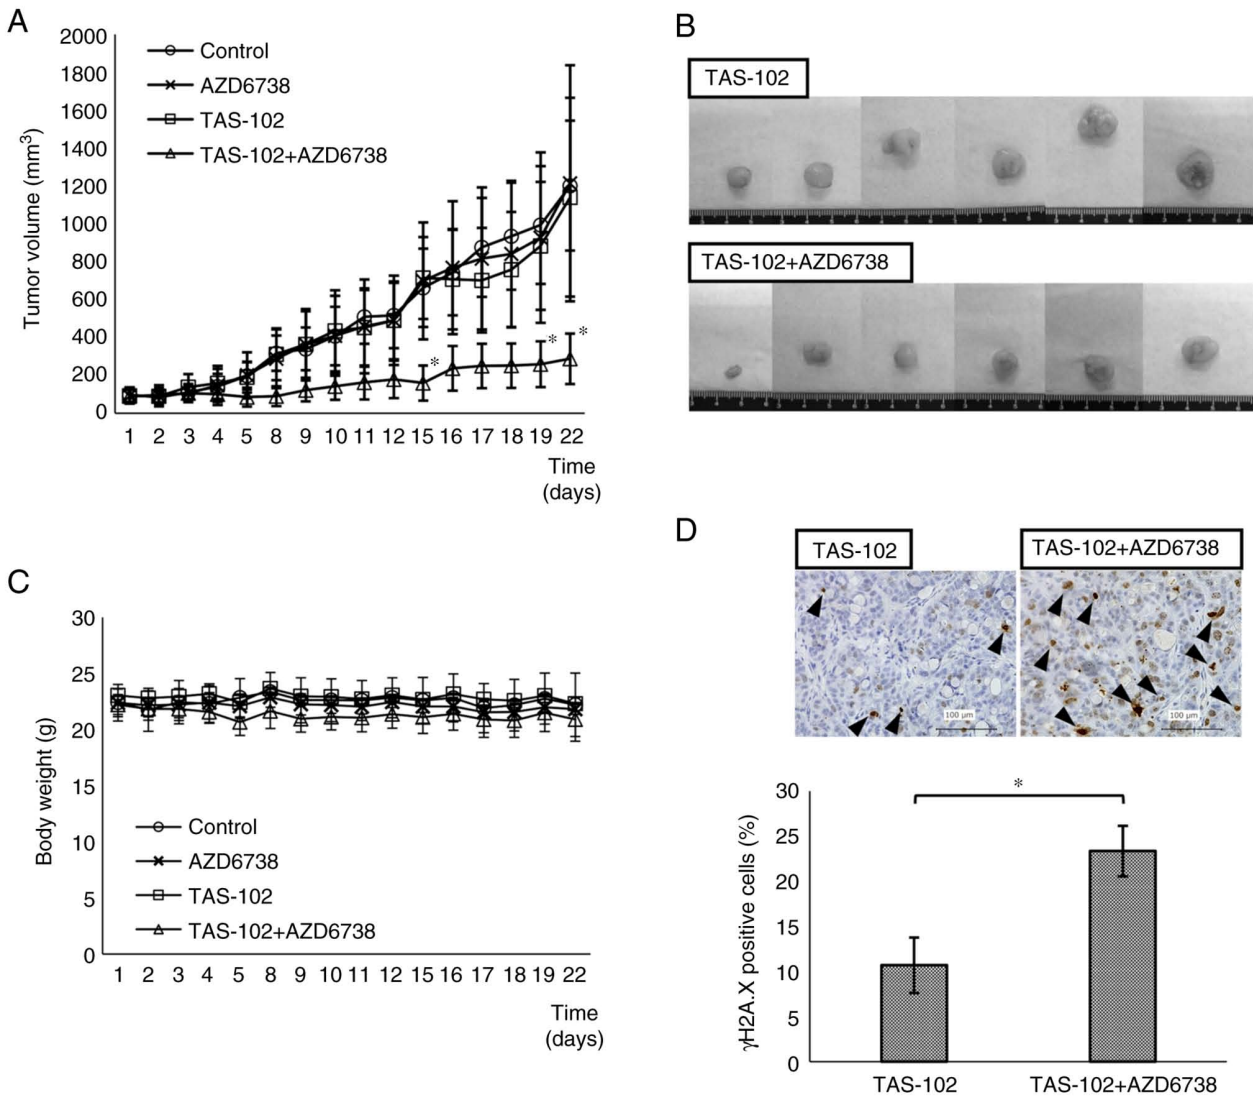 A
2000
1800
1600
1400
1200
1000
800
600
400
200
0
Tumor volume (mm³)
Control
AZD6738
TAS-102
TAS-102+AZD6738
*
*
*
1 2 3 4 5 8 9 10 11 12 15 16 17 18 19 22
Time
(days)
B
TAS-102
TAS-102+AZD6738
C
30
25
20
15
10
5
0
Body weight (g)
Control
AZD6738
TAS-102
TAS-102+AZD6738
1 2 3 4 5 8 9 10 11 12 15 16 17 18 19 22
Time
(days)
D
TAS-102
TAS-102+AZD6738
100 μm
100 μm
*
30
25
20
15
10
5
0
γH2A.X positive cells (%)
TAS-102
TAS-102+AZD6738